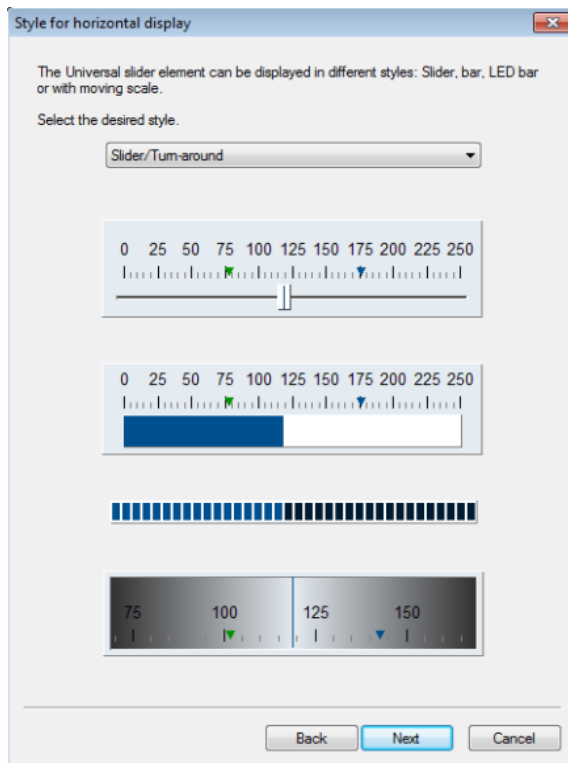 Style for horizontal display
The Universal slider element can be displayed in different styles: Slider, bar, LED bar
or with moving scale.
Select the desired style.
Slider/Turn-around
0 25 50 75 100 125 150 175 200 225 250
0 25 50 75 100 125 150 175 200 225 250
75 100 125 150
Back Next Cancel